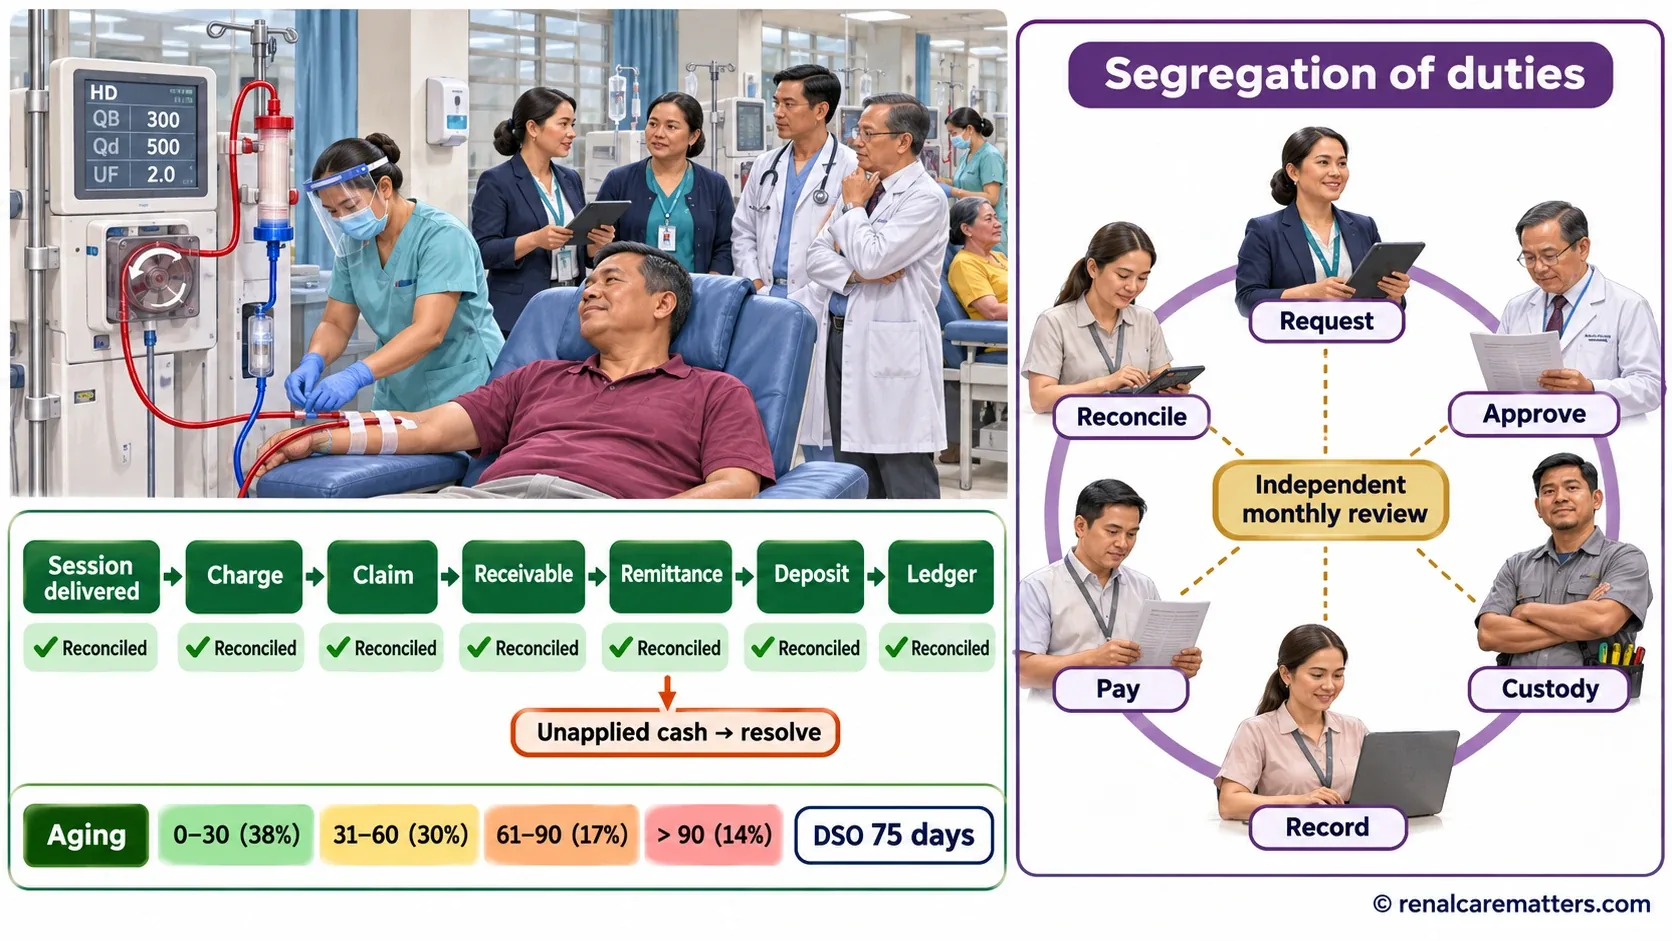 HD
QB 300
Qd 500
UF 2.0
Session
delivered
Charge
Claim
Receivable
Remittance
Deposit
Ledger
✔ Reconciled
✔ Reconciled
✔ Reconciled
✔ Reconciled
✔ Reconciled
✔ Reconciled
✔ Reconciled
Unapplied cash → resolve
Aging
0–30 (38%)
31–60 (30%)
61–90 (17%)
> 90 (14%)
DSO 75 days
Segregation of duties
Request
Reconcile
Approve
Independent
monthly review
Pay
Custody
Record
© renalcarematters.com